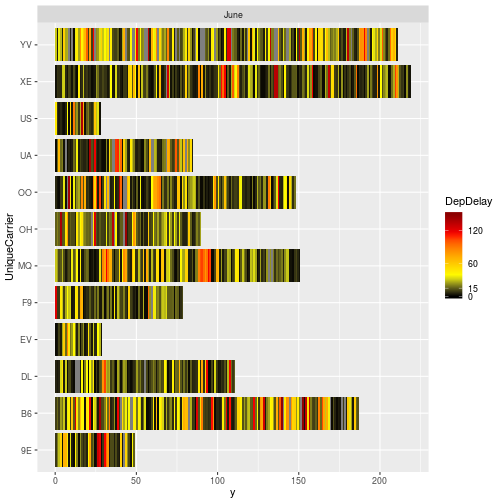 June
YV
XE
US
UA
OO
OH
MQ
F9
EV
DL
B6
9E
UniqueCarrier
0
50
100
150
200
y
DepDelay
120
60
15
0